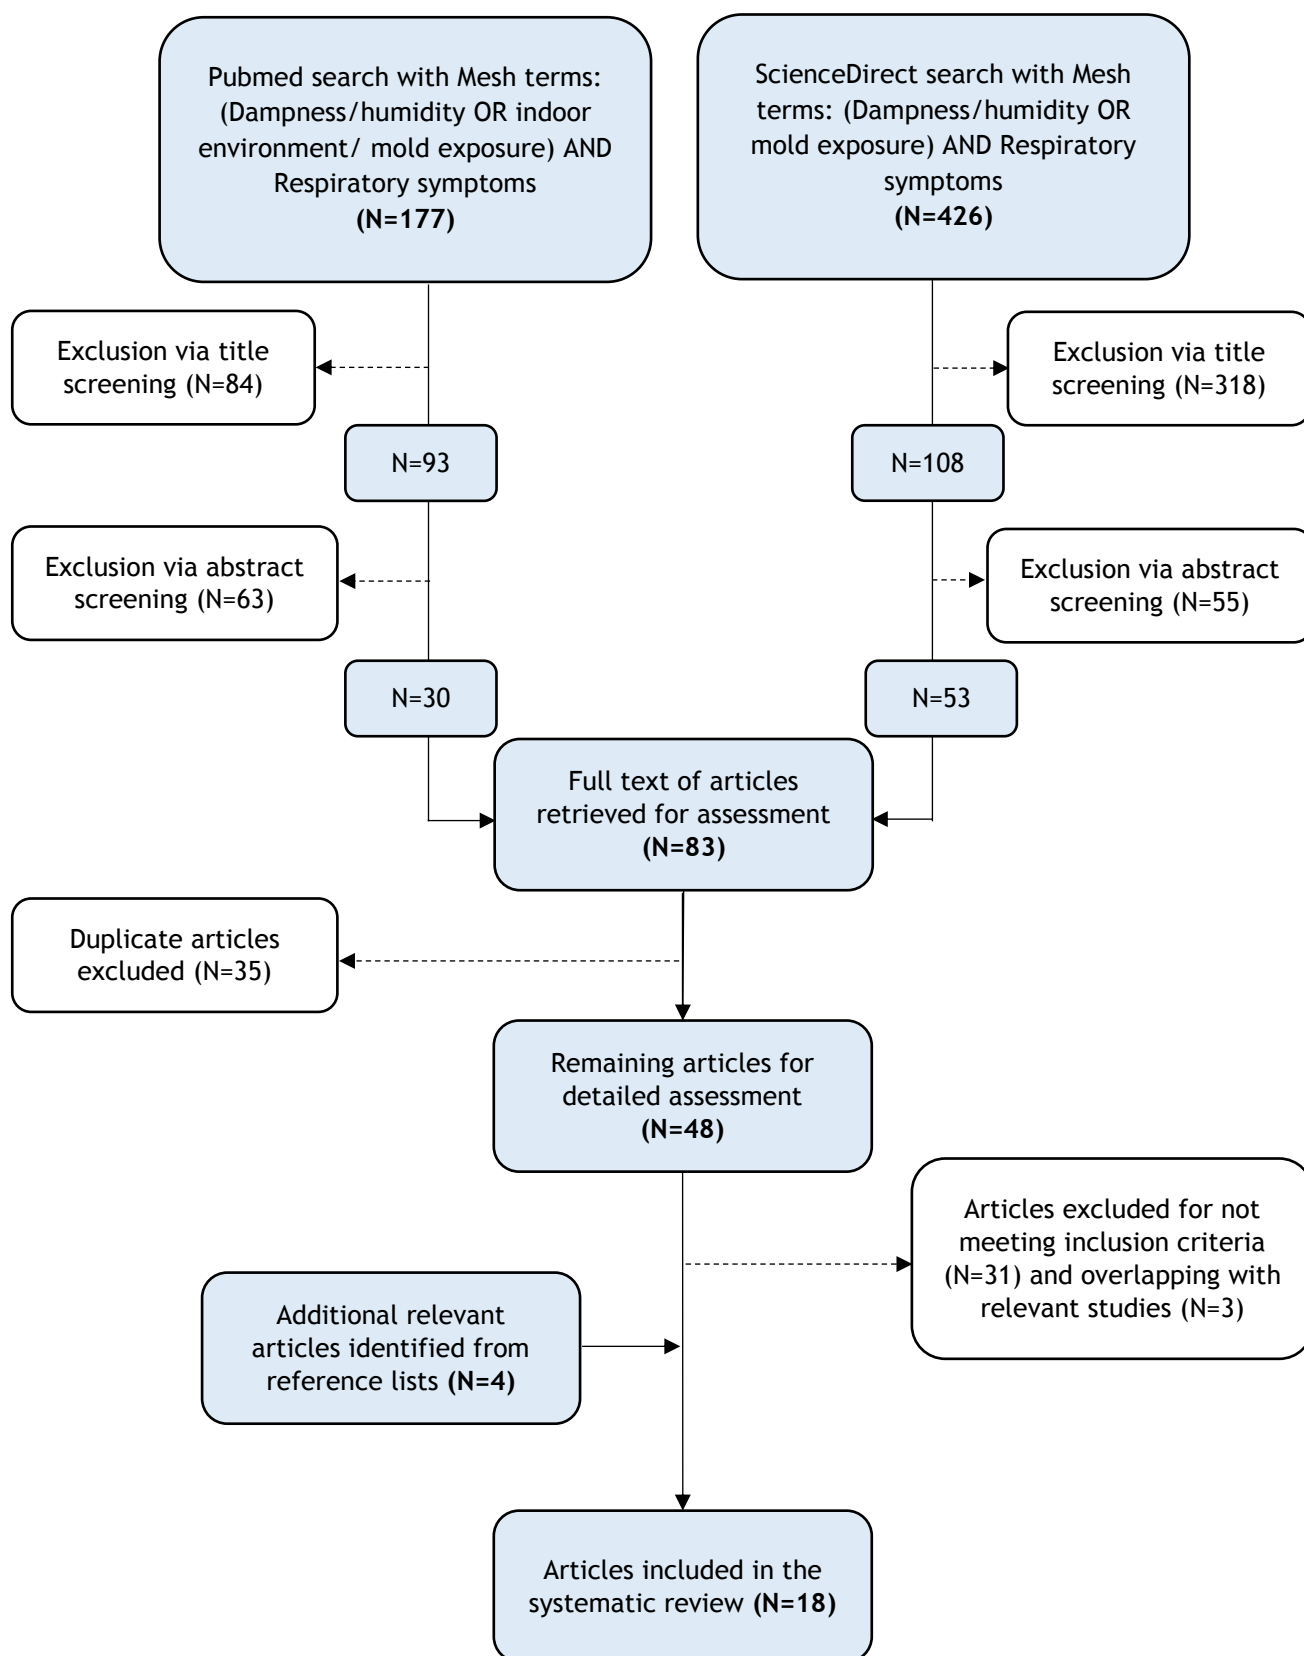 Pubmed search with Mesh terms:
(Dampness/humidity OR indoor
environment/ mold exposure) AND
Respiratory symptoms
(N=177)
ScienceDirect search with Mesh
terms: (Dampness/humidity OR
mold exposure) AND Respiratory
symptoms
(N=426)
Exclusion via title
screening (N=84)
Exclusion via title
screening (N=318)
N=93
N=108
Exclusion via abstract
screening (N=63)
Exclusion via abstract
screening (N=55)
N=30
N=53
Full text of articles
retrieved for assessment
(N=83)
Duplicate articles
excluded (N=35)
Remaining articles for
detailed assessment
(N=48)
Articles excluded for not
meeting inclusion criteria
(N=31) and overlapping with
relevant studies (N=3)
Additional relevant
articles identified from
reference lists (N=4)
Articles included in the
systematic review (N=18)